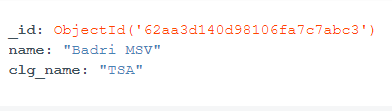 _id: ObjectId('62aa3d140d98106fa7c7abc3')
name: "Badri MSV"
clg_name: "TSA"